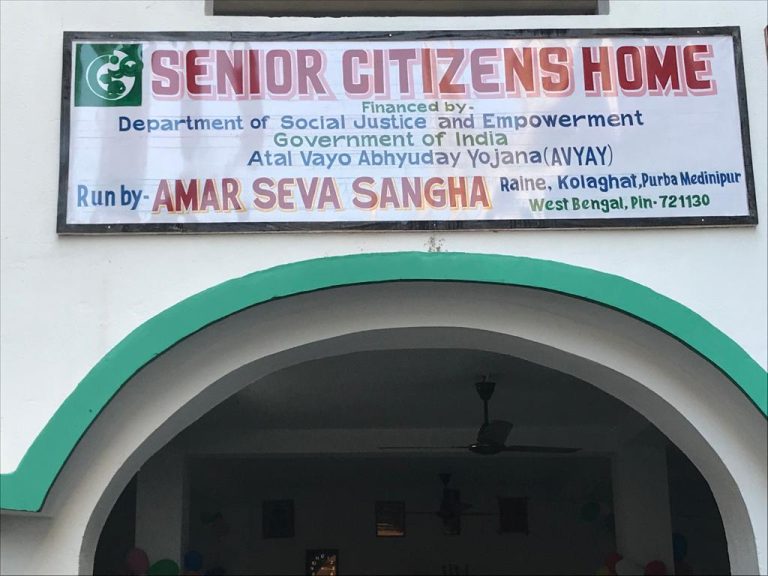 SENIOR CITIZENS HOME
Financed by-
Department of Social Justice and Empowerment
Government of India
Atal Vayo Abhyuday Yojana(AVYAY)
Run by- AMAR SEVA SANGHA Raine, Kolaghat, Purba Medinipur
West Bengal, Pin-721130